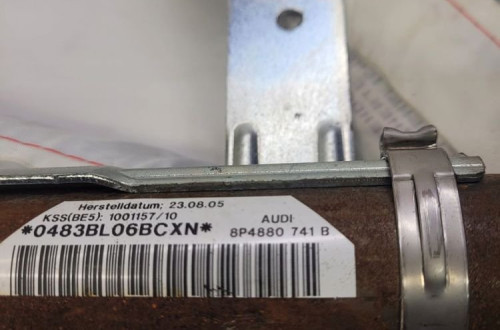 Herstelldatum; 23.08.05
KSS(BE5): 1001157/10
AUDI
*0483BL06BCXN*
8P4880 741 B